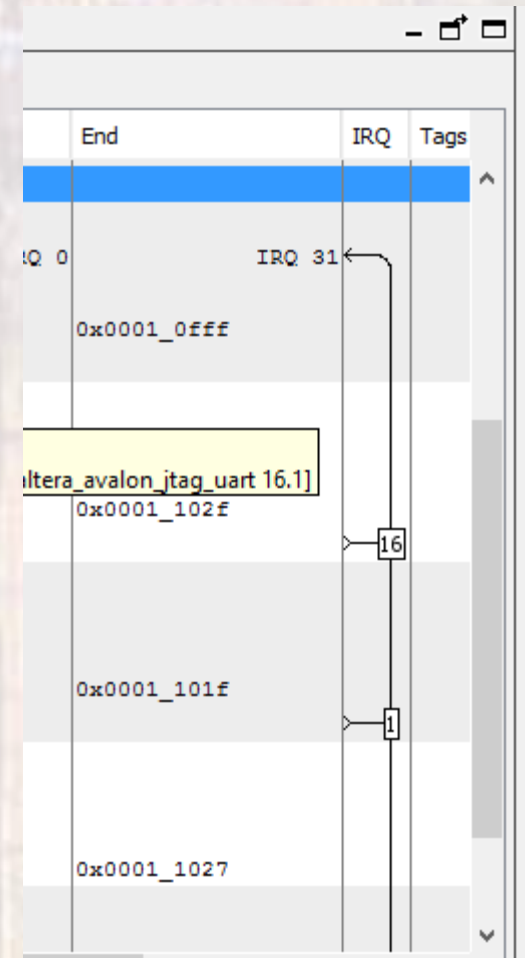 End IRQ Tags
IRQ 31
0x0001_0fff
altera_avalon_jtag_uart 16.1]
0x0001_102f
16
0x0001_101f
1
0x0001_1027